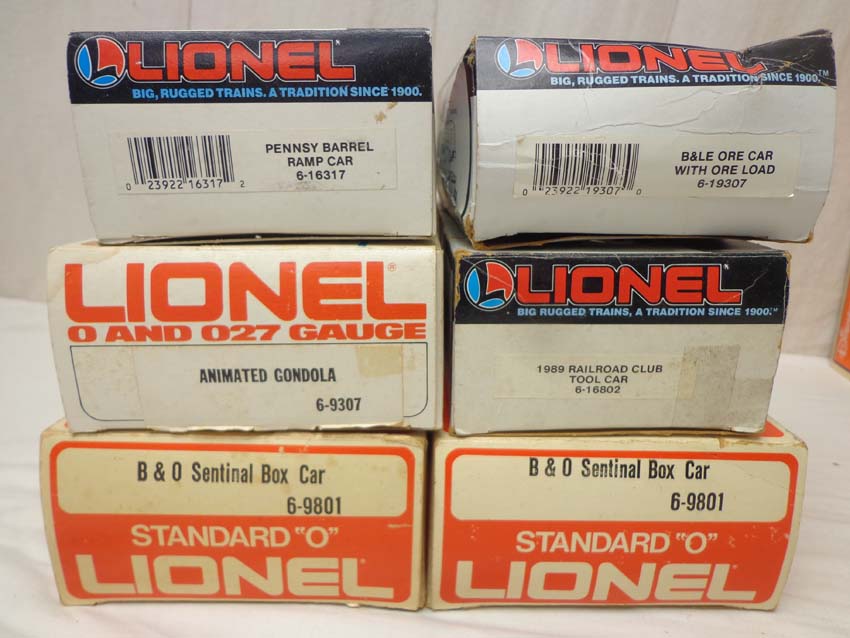 LIONEL®
BIG, RUGGED TRAINS. A TRADITION SINCE 1900.
PENNSY BARREL
RAMP CAR
6-16317
0 23922 16317 2
LIONEL
BIG, RUGGED TRAINS. A TRADITION SINCE 1900.™
B&LE ORE CAR
WITH ORE LOAD
6-19307
0 23922 19307 0
LIONEL®
O AND O27 GAUGE
ANIMATED GONDOLA
6-9307
LIONEL®
BIG RUGGED TRAINS, A TRADITION SINCE 1900.™
1989 RAILROAD CLUB
TOOL CAR
6-16802
B & O Sentinal Box Car
6-9801
STANDARD "O"
LIONEL
B & O Sentinal Box Car
6-9801
STANDARD "O"
LIONEL